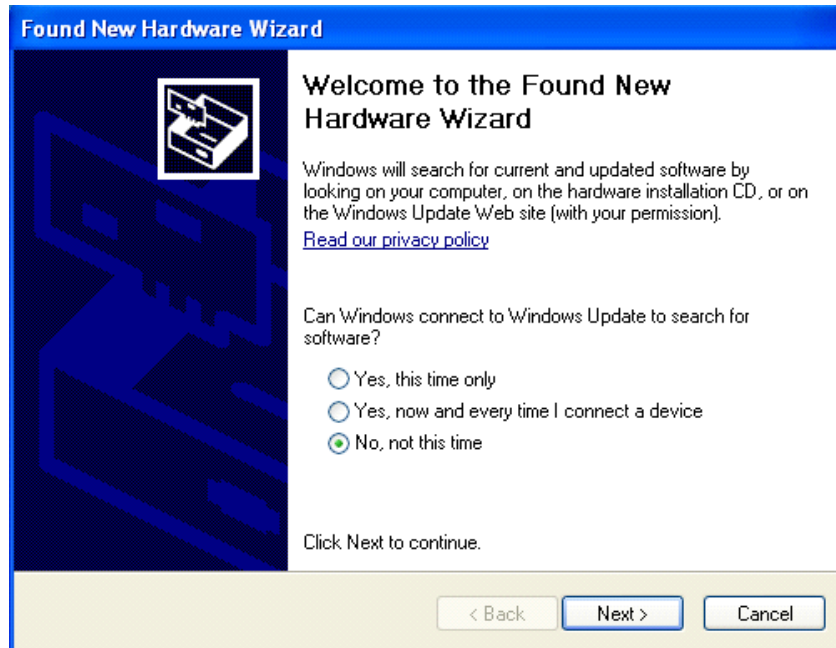 Found New Hardware Wizard
Welcome to the Found New
Hardware Wizard
Windows will search for current and updated software by
looking on your computer, on the hardware installation CD, or on
the Windows Update Web site (with your permission).
Read our privacy policy
Can Windows connect to Windows Update to search for
software?
Yes, this time only
Yes, now and every time I connect a device
No, not this time
Click Next to continue.
< Back
Next >
Cancel